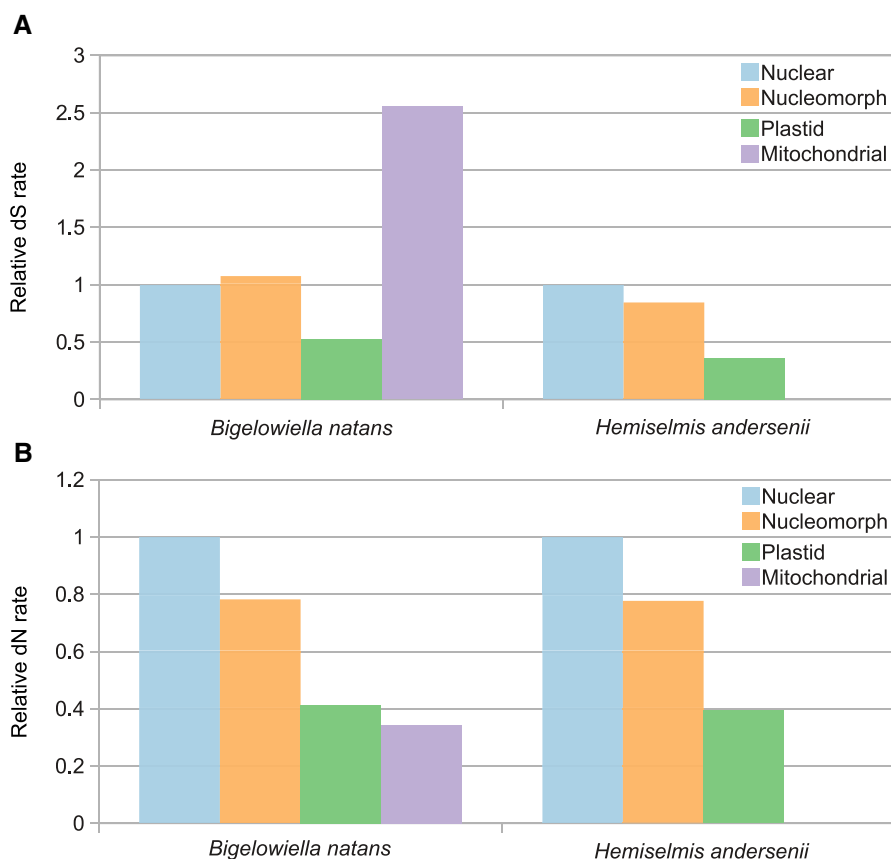 A
Relative dS rate
3
2.5
2
1.5
1
0.5
0
Nuclear
Nucleomorph
Plastid
Mitochondrial
Bigelowiella natans
Hemiselmis andersenii
B
Relative dN rate
1.2
1
0.8
0.6
0.4
0.2
0
Nuclear
Nucleomorph
Plastid
Mitochondrial
Bigelowiella natans
Hemiselmis andersenii